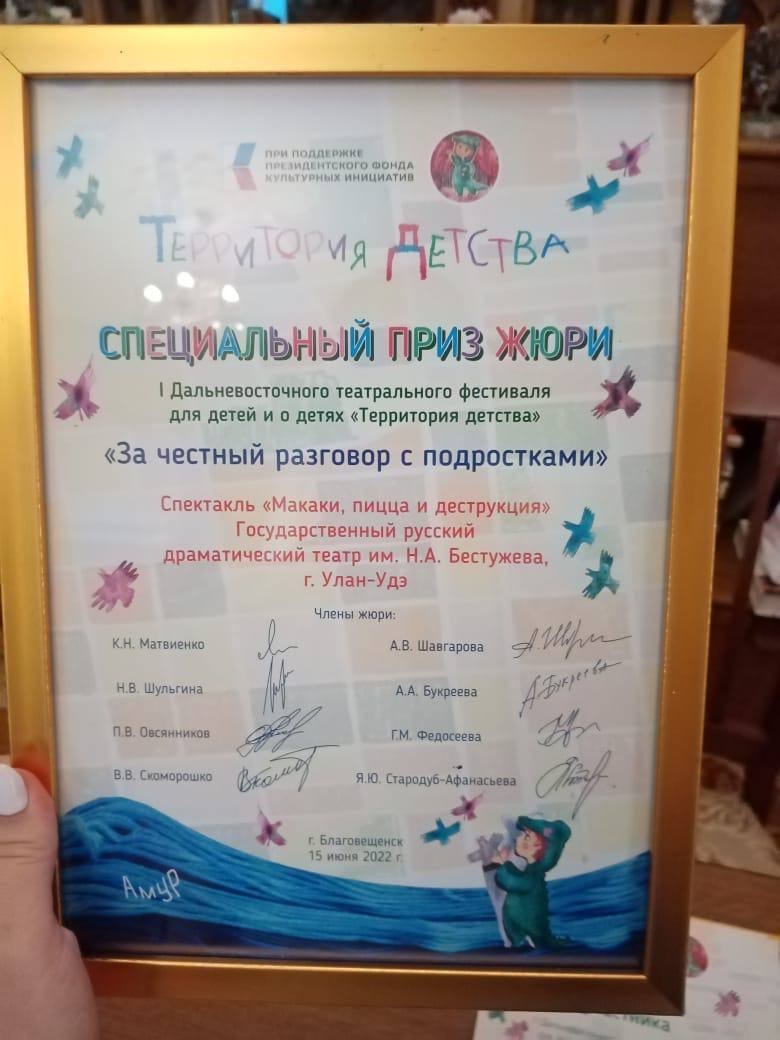 ПРИ ПОДДЕРЖКЕ
ПРЕЗИДЕНТСКОГО ФОНДА
КУЛЬТУРНЫХ ИНИЦИАТИВ
ТЕРРИТОРИЯ ДЕТСТВА
СПЕЦИАЛЬНЫЙ ПРИЗ ЖЮРИ
I Дальневосточного театрального фестиваля
для детей и о детях «Территория детства»
«За честный разговор с подростками»
Спектакль «Макаки, пицца и деструкция»
Государственный русский
драматический театр им. Н.А. Бестужева,
г. Улан-Удэ
Члены жюри:
К.Н. Матвиенко
А.В. Шавгарова
Н.В. Шульгина
А.А. Букреева
А.Букреева
П.В. Овсянников
Г.М. Федосеева
В.В. Скоморошко
Я.Ю. Стародуб-Афанасьева
г. Благовещенск
15 июня 2022 г.
Амур